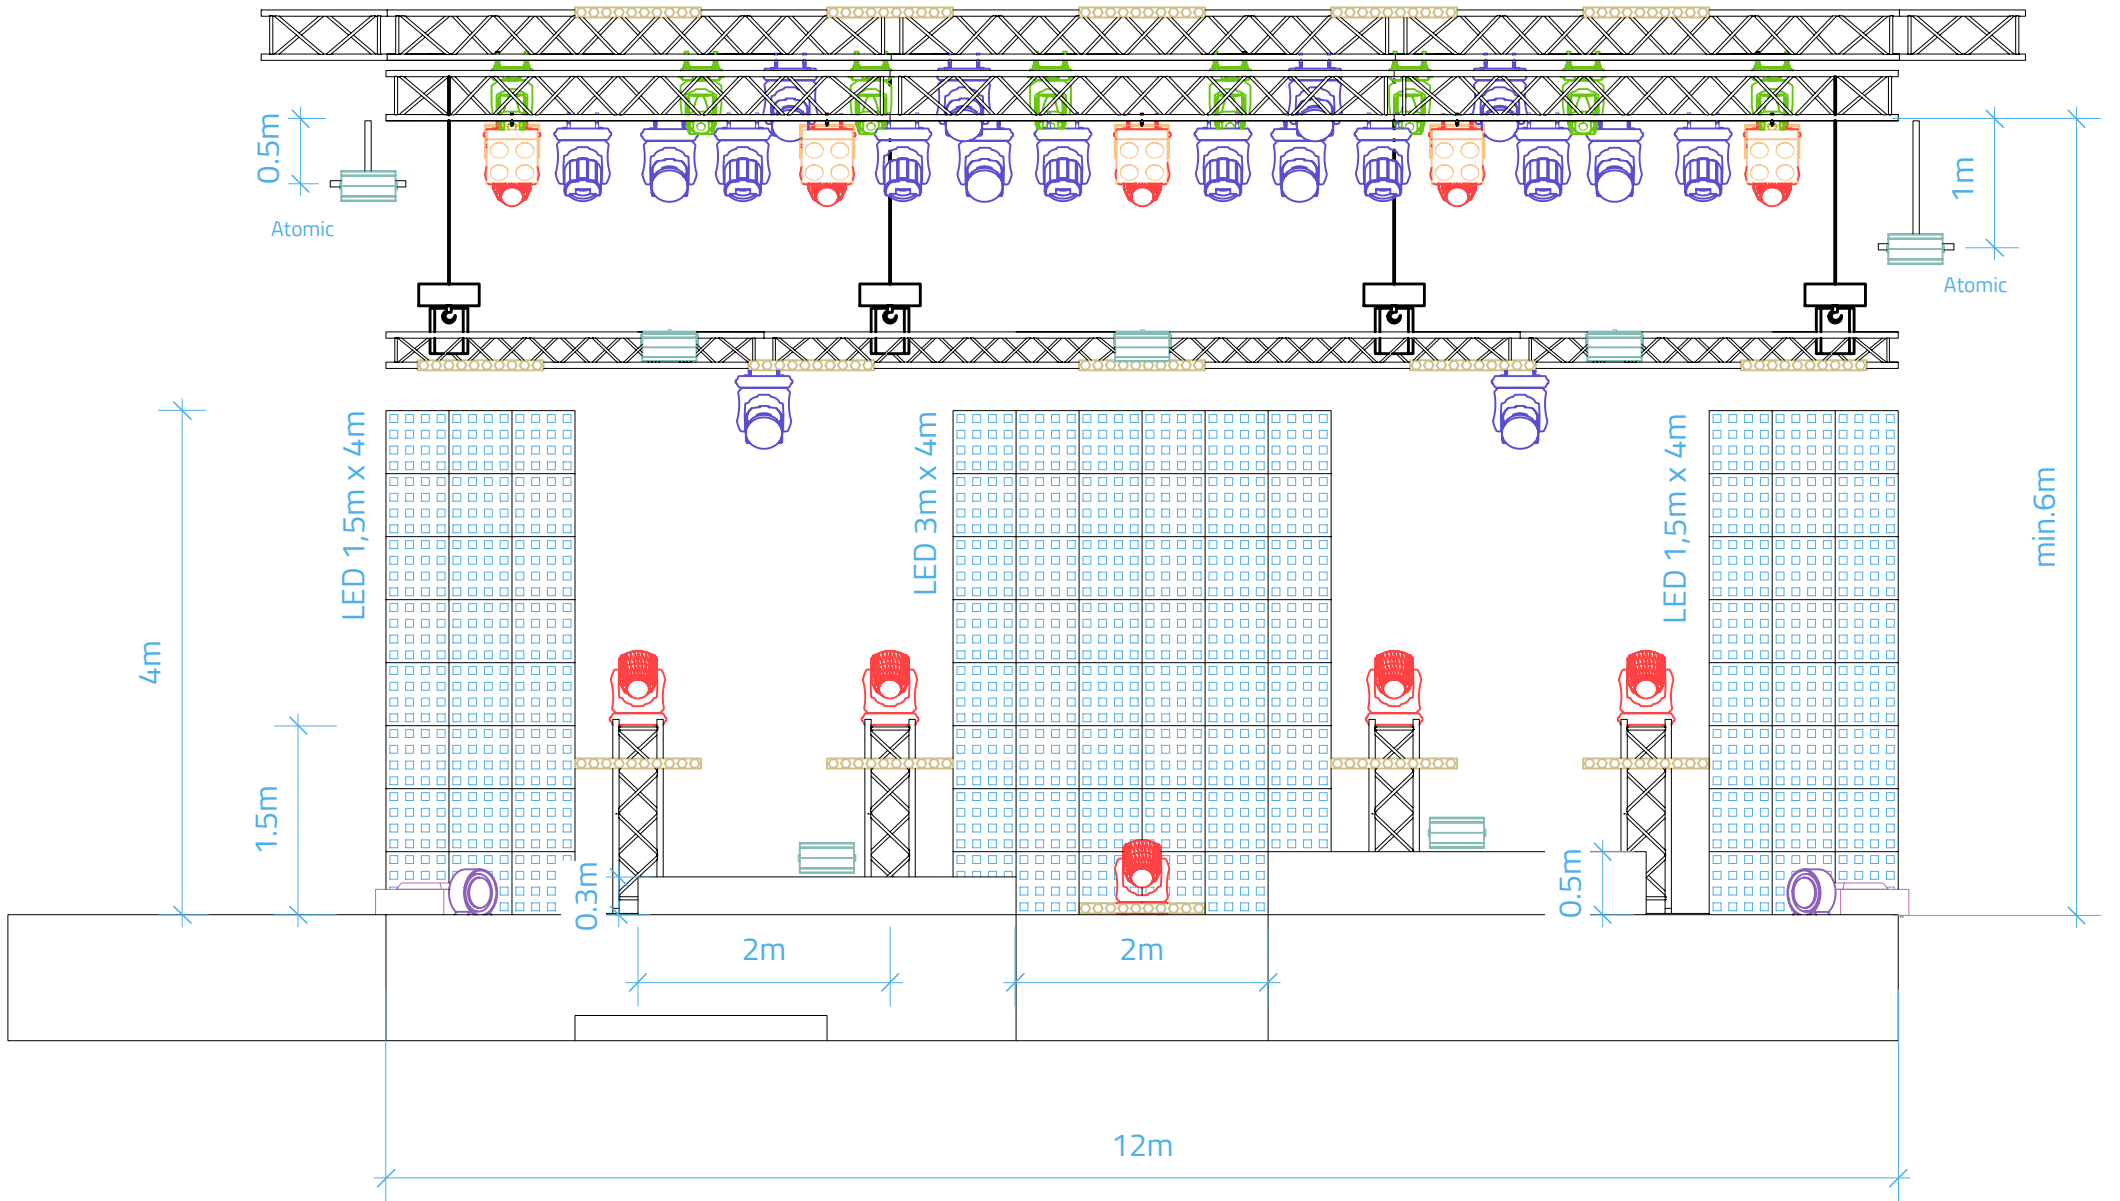 0.5m
Atomic
1m
Atomic
LED 1,5m x 4m
LED 3m x 4m
LED 1,5m x 4m
min.6m
4m
1.5m
0.3m
0.5m
2m
2m
12m